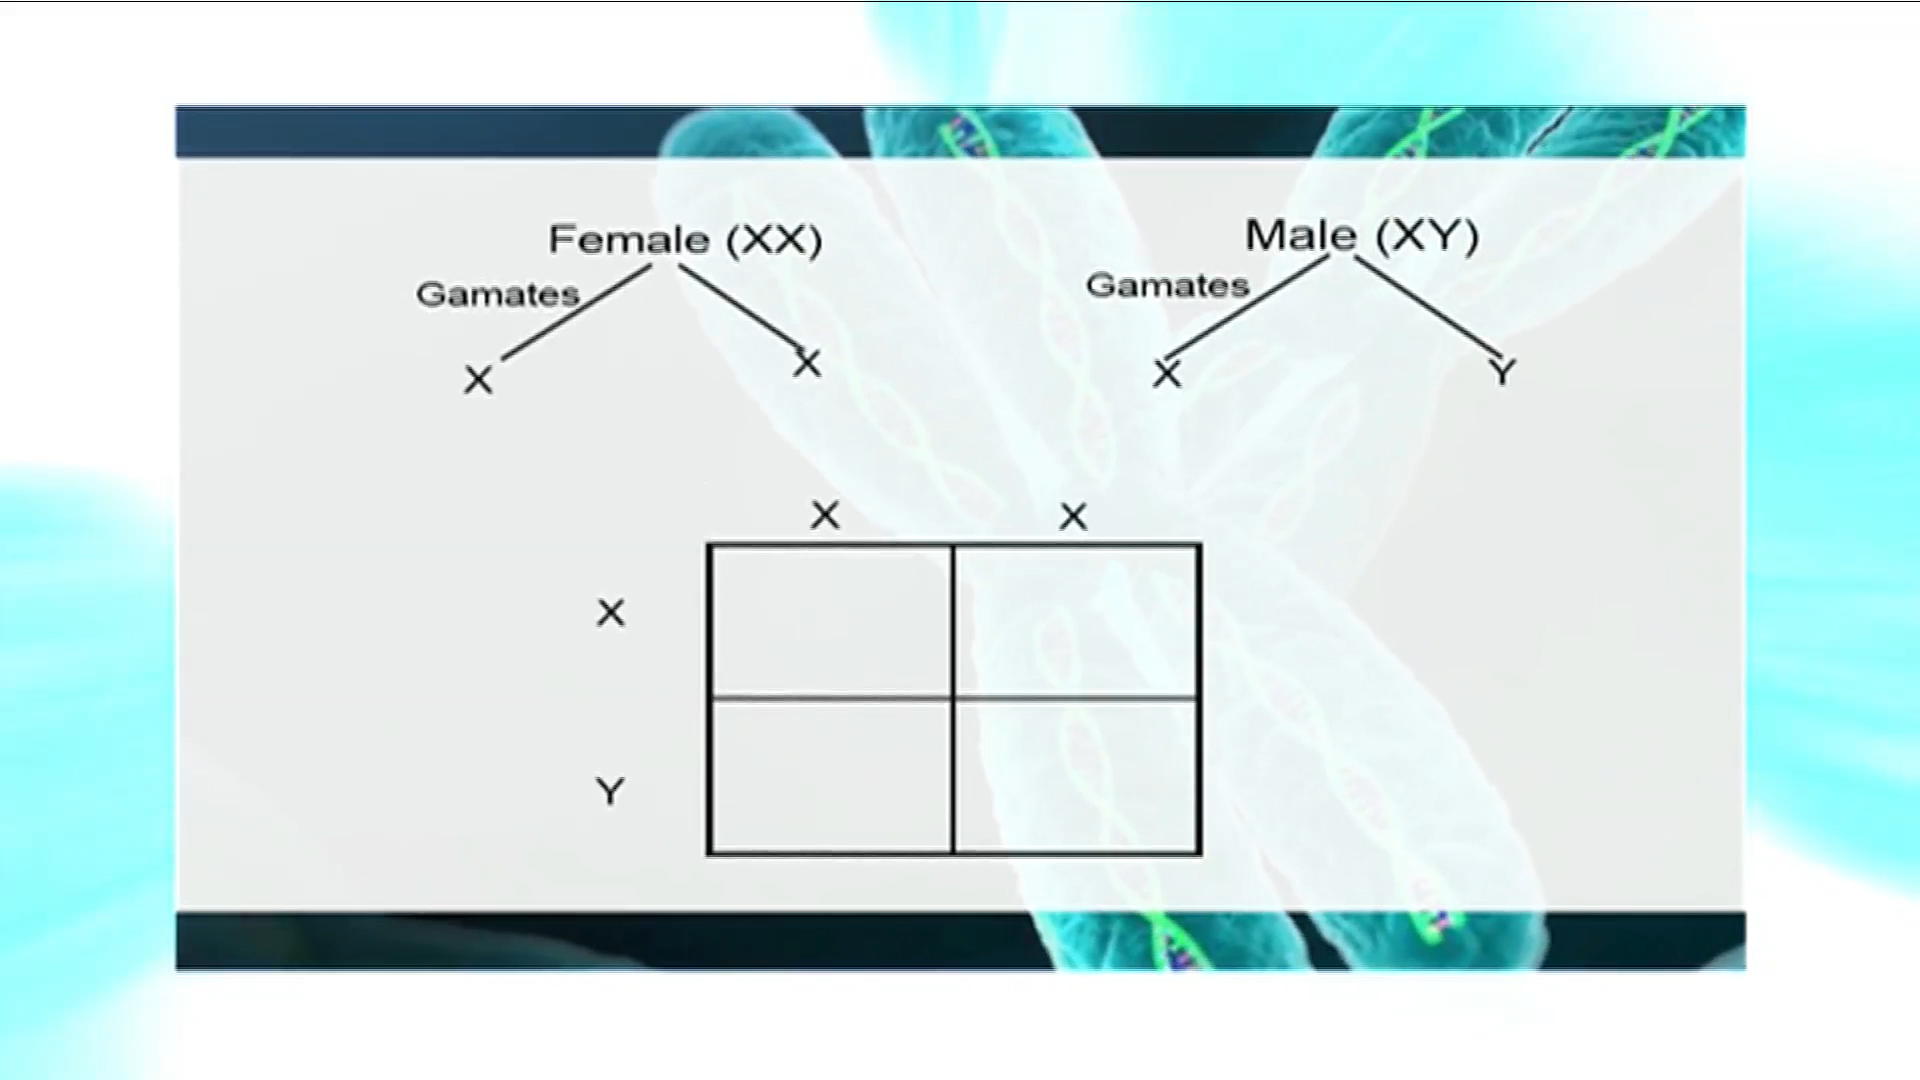 Female (XX)
Gamates
X X
Male (XY)
Gamates
X Y
X X
X
Y